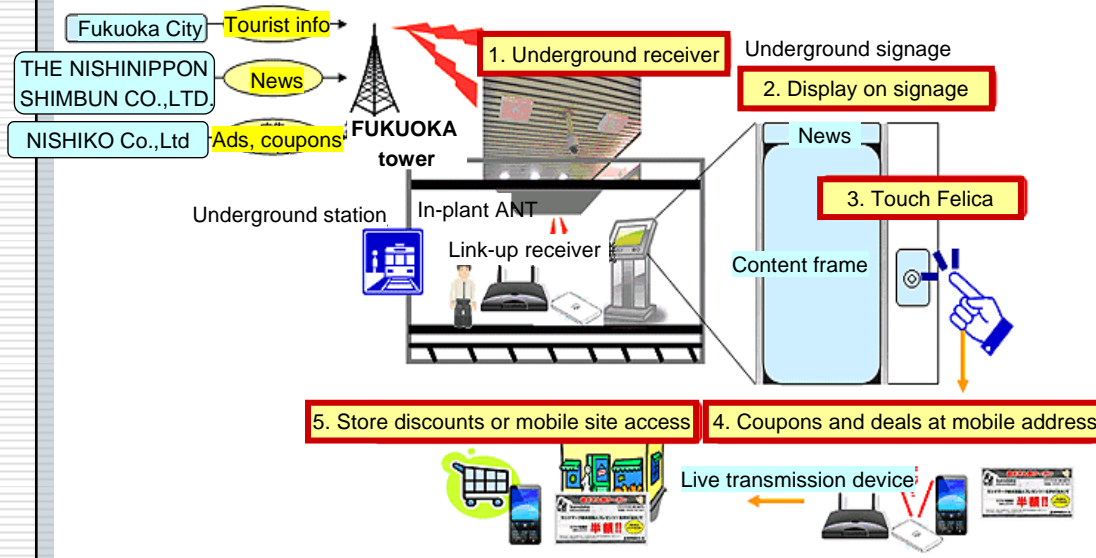 Fukuoka City
Tourist info
THE NISHINIPPON
SHIMBUN CO.,LTD.
News
NISHIKO Co.,Ltd
Ads, coupons
FUKUOKA
tower
1. Underground receiver
Underground signage
2. Display on signage
News
3. Touch Felica
Content frame
Underground station
In-plant ANT
Link-up receiver
5. Store discounts or mobile site access
4. Coupons and deals at mobile address
Live transmission device
半額!!
半額!!